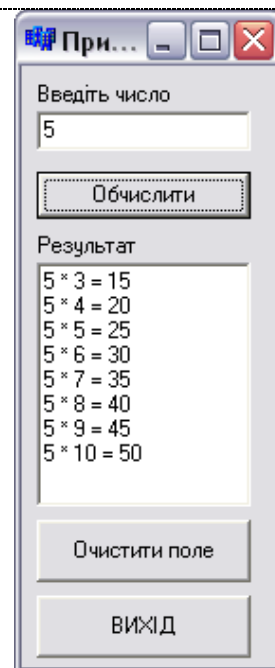 При...
Введіть число
5
Обчислити
Результат
5 * 3 = 15
5 * 4 = 20
5 * 5 = 25
5 * 6 = 30
5 * 7 = 35
5 * 8 = 40
5 * 9 = 45
5 * 10 = 50
Очистити поле
ВИХІД